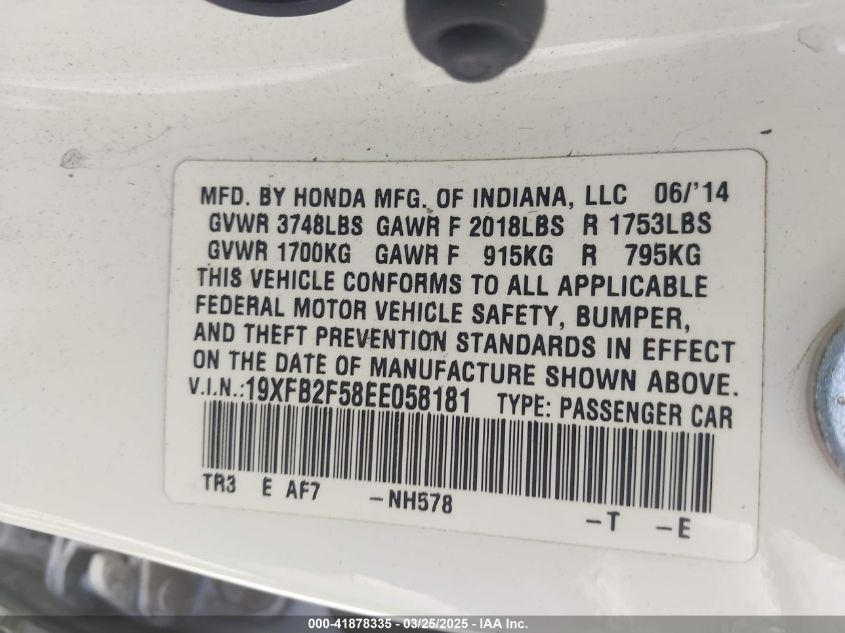 MFD. BY HONDA MFG. OF INDIANA, LLC 06/'14
GVWR 3748LBS GAWR F 2018LBS R 1753LBS
GVWR 1700KG GAWR F 915KG R 795KG
THIS VEHICLE CONFORMS TO ALL APPLICABLE
FEDERAL MOTOR VEHICLE SAFETY, BUMPER,
AND THEFT PREVENTION STANDARDS IN EFFECT
ON THE DATE OF MANUFACTURE SHOWN ABOVE.
V.I.N.:19XFB2F58EE058181 TYPE: PASSENGER CAR
TR3 E AF7 -NH578 -T -E
000-41878335 - 03/25/2025 - IAA Inc.